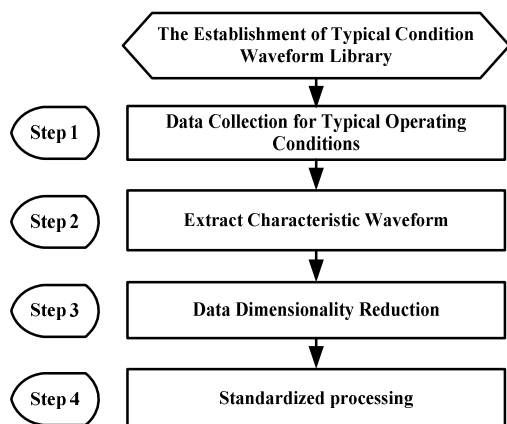 The Establishment of Typical Condition
Waveform Library
Step 1
Data Collection for Typical Operating
Conditions
Step 2
Extract Characteristic Waveform
Step 3
Data Dimensionality Reduction
Step 4
Standardized processing